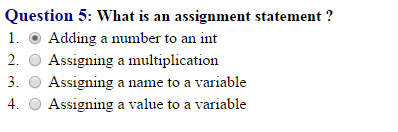 Question 5: What is an assignment statement ?
1. Adding a number to an int
2. Assigning a multiplication
3. Assigning a name to a variable
4. Assigning a value to a variable